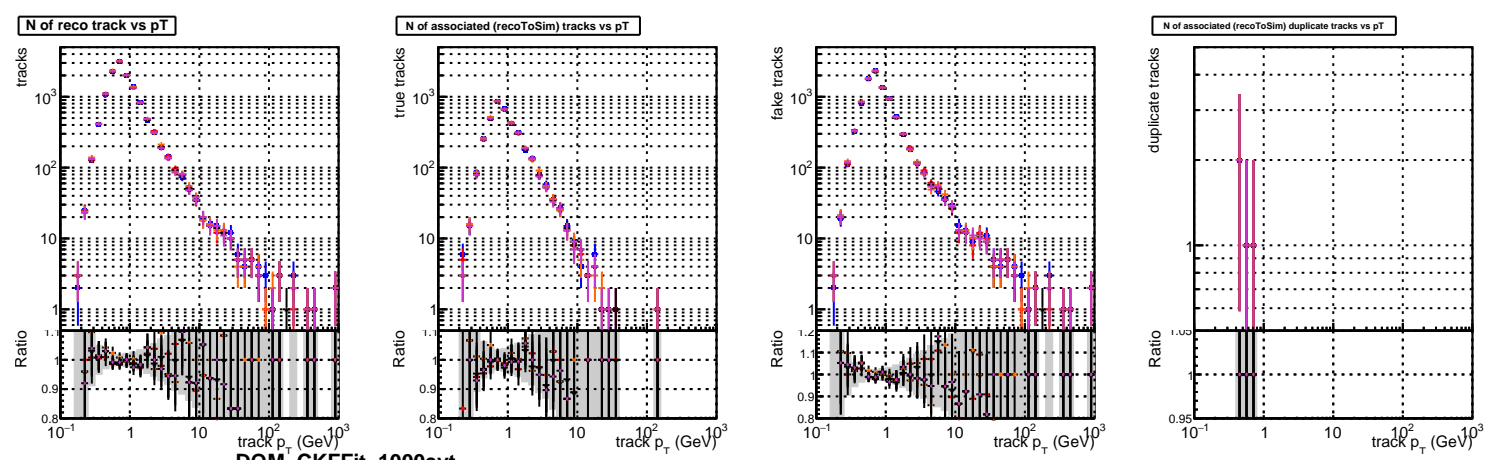 N of reco track vs pT
tracks
10³
10²
10
1
Ratio
1.1
1
0.9
0.8
10⁻¹ 1 10 10² 10³
track p_T (GeV)
N of associated (recoToSim) tracks vs pT
true tracks
10³
10²
10
1
Ratio
1.1
1
0.9
0.8
10⁻¹ 1 10 10² 10³
track p_T (GeV)
fake tracks
10³
10²
10
1
Ratio
1.2
1.1
1
0.9
0.8
10⁻¹ 1 10 10² 10³
track p_T (GeV)
N of associated (recoToSim) duplicate tracks vs pT
duplicate tracks
1
Ratio
1.05
1
0.95
10⁻¹ 1 10 10² 10³
track p_T (GeV)